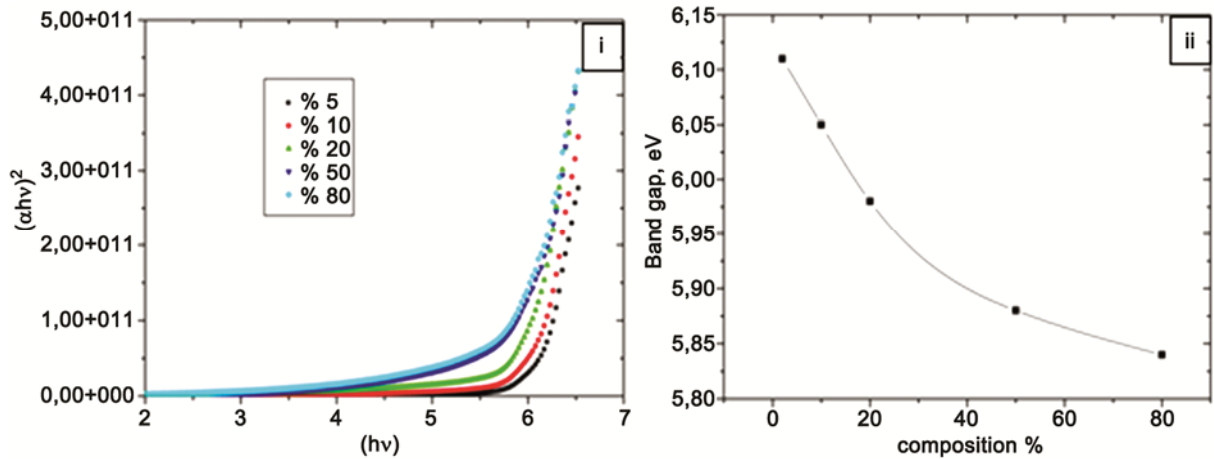 5,00+011
4,00+011
3,00+011
2,00+011
1,00+011
0,00+000
(αhν)²
i
% 5
% 10
% 20
% 50
% 80
2 3 4 5 6 7
(hν)
6,15
6,10
6,05
6,00
5,95
5,90
5,85
5,80
Band gap, eV
ii
0 20 40 60 80
composition %